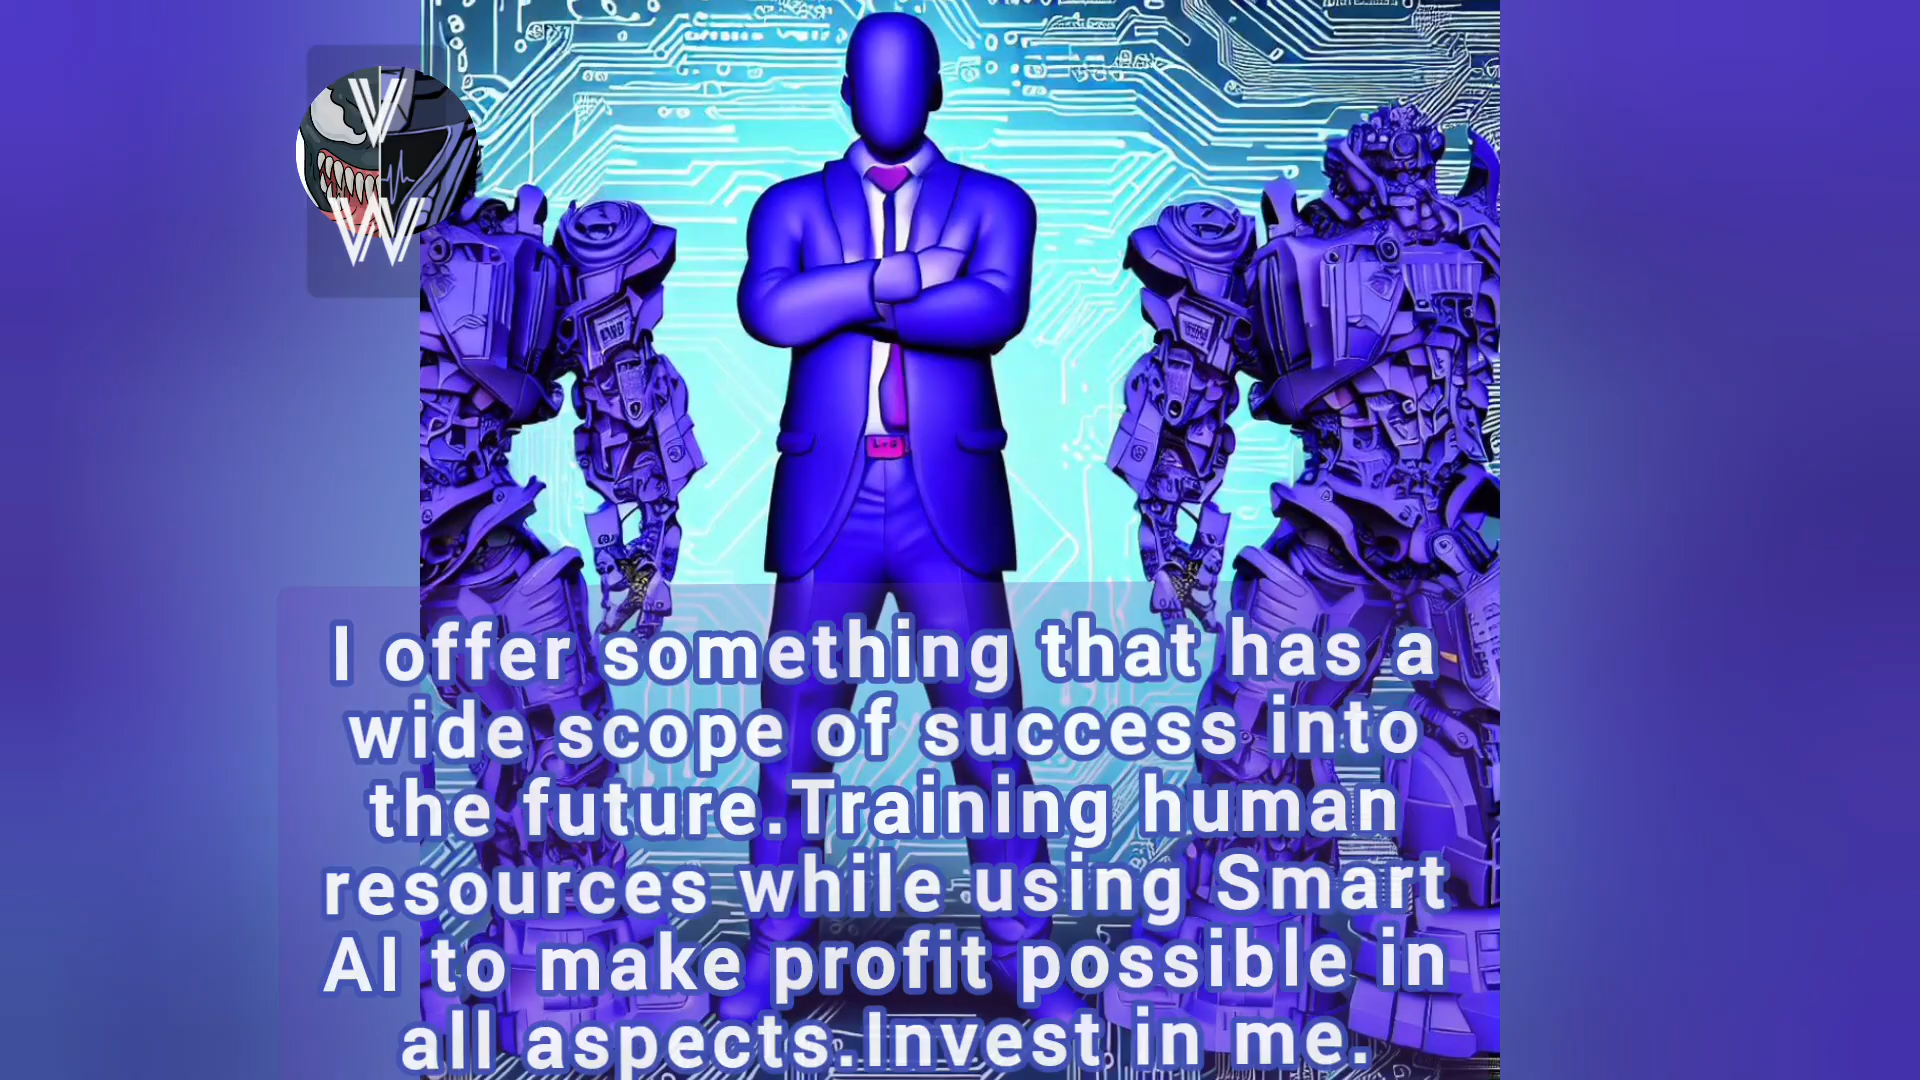 V
W
I offer something that has a
wide scope of success into
the future.Training human
resources while using Smart
AI to make profit possible in
all aspects.Invest in me.